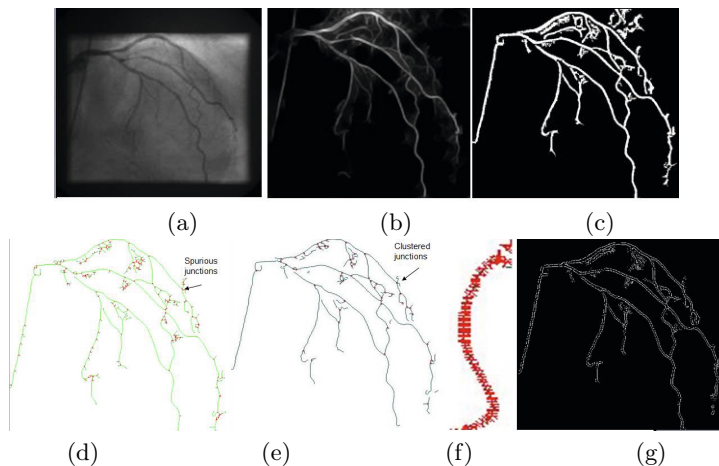 (a)
(b)
(c)
Spurious
junctions
Clustered
junctions
(d)
(e)
(f)
(g)